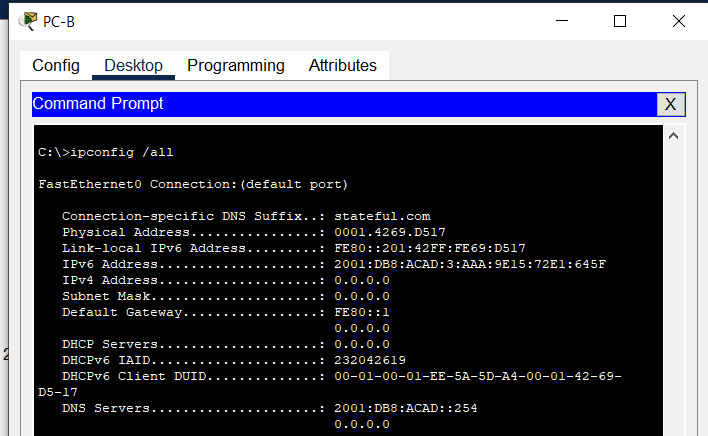 PC-B
Config Desktop Programming Attributes
Command Prompt X
C:\>ipconfig /all
FastEthernet0 Connection:(default port)
Connection-specific DNS Suffix..: stateful.com
Physical Address................: 0001.4269.D517
Link-local IPv6 Address.........: FE80::201:42FF:FE69:D517
IPv6 Address....................: 2001:DB8:ACAD:3:AAA:9E15:72E1:645F
IPv4 Address....................: 0.0.0.0
Subnet Mask.....................: 0.0.0.0
Default Gateway.................: FE80::1
0.0.0.0
DHCP Servers....................: 0.0.0.0
DHCPv6 IAID.....................: 232042619
DHCPv6 Client DUID..............: 00-01-00-01-EE-5A-5D-A4-00-01-42-69-
D5-17
DNS Servers.....................: 2001:DB8:ACAD::254
0.0.0.0